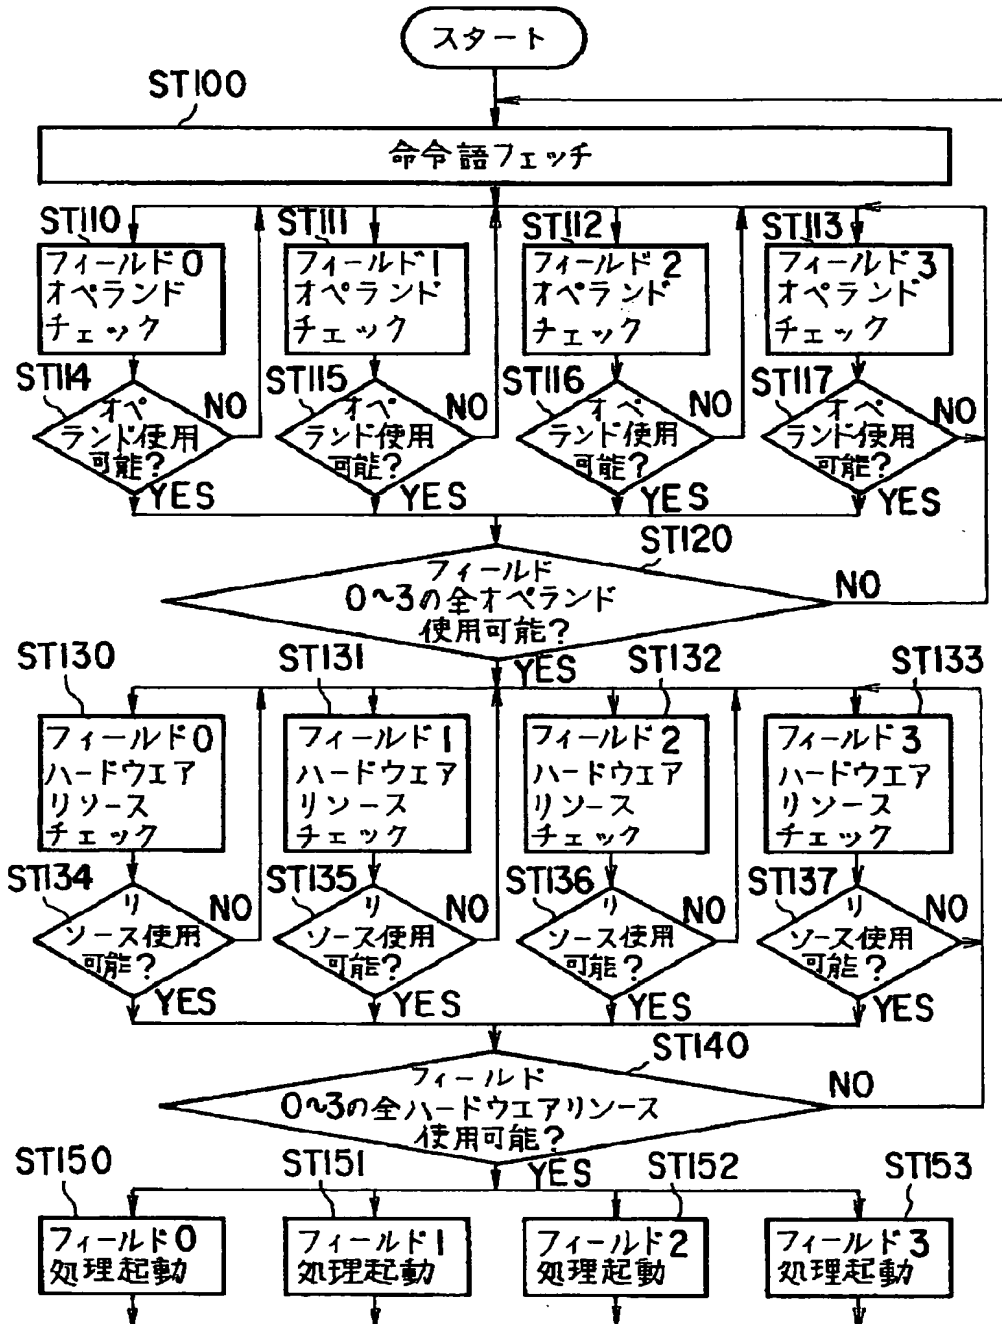 スタート
ST100
命令語フェッチ
ST110
ST111
ST112
ST113
フィールド0
オペランド
チェック
フィールド1
オペランド
チェック
フィールド2
オペランド
チェック
フィールド3
オペランド
チェック
ST114
オペ
ランド使用
可能?
NO
YES
ST115
オペ
ランド使用
可能?
NO
YES
ST116
オペ
ランド使用
可能?
NO
YES
ST117
オペ
ランド使用
可能?
NO
YES
ST120
フィールド
0~3の全オペランド
使用可能?
NO
YES
ST130
ST131
ST132
ST133
フィールド0
ハードウエア
リソース
チェック
フィールド1
ハードウエア
リソース
チェック
フィールド2
ハードウエア
リソース
チェック
フィールド3
ハードウエア
リソース
チェック
ST134
リ
ソース使用
可能?
NO
YES
ST135
リ
ソース使用
可能?
NO
YES
ST136
リ
ソース使用
可能?
NO
YES
ST137
リ
ソース使用
可能?
NO
YES
ST140
フィールド
0~3の全ハードウエアリソース
使用可能?
NO
YES
ST150
ST151
ST152
ST153
フィールド0
処理起動
フィールド1
処理起動
フィールド2
処理起動
フィールド3
処理起動